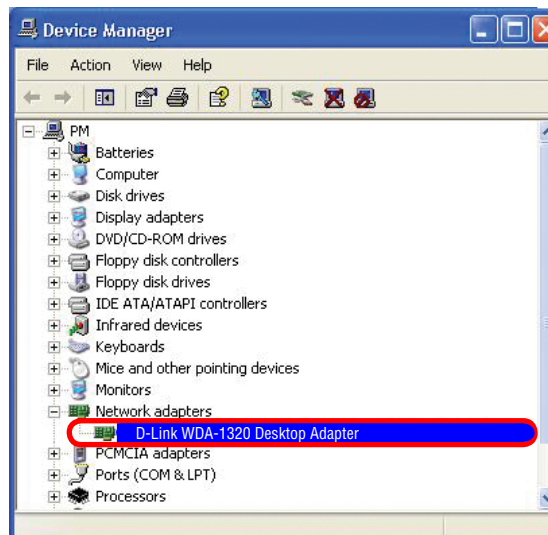 Device Manager
File Action View Help
PM
Batteries
Computer
Disk drives
Display adapters
DVD/CD-ROM drives
Floppy disk controllers
Floppy disk drives
IDE ATA/ATAPI controllers
Infrared devices
Keyboards
Mice and other pointing devices
Monitors
Network adapters
D-Link WDA-1320 Desktop Adapter
PCMCIA adapters
Ports (COM & LPT)
Processors